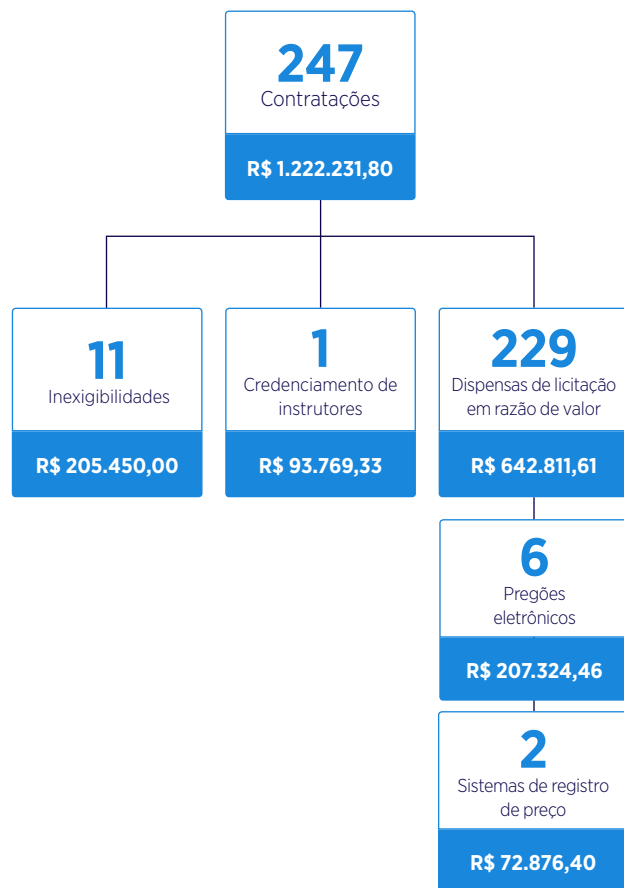 247
Contratações
R$ 1.222.231,80
11
Inexigibilidades
R$ 205.450,00
1
Credenciamento de
instrutores
R$ 93.769,33
229
Dispensas de licitação
em razão de valor
R$ 642.811,61
6
Pregões
eletrônicos
R$ 207.324,46
2
Sistemas de registro
de preço
R$ 72.876,40